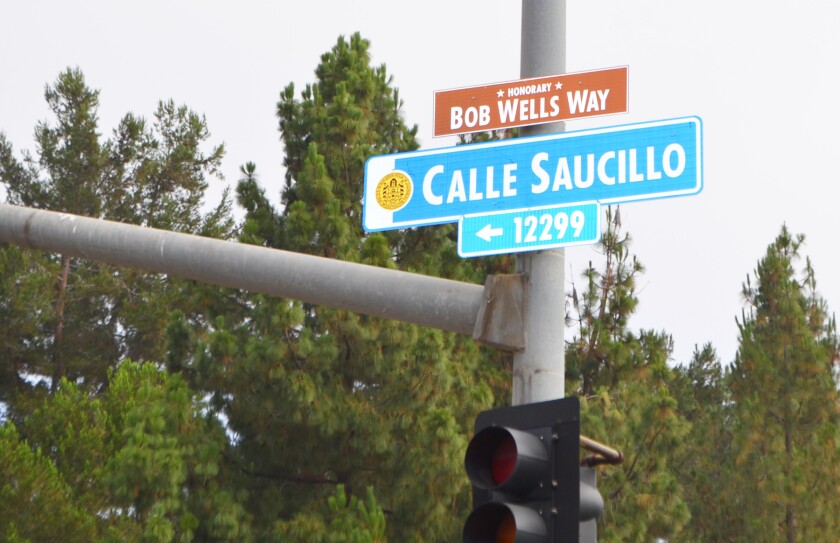 ★ HONORARY ★
BOB WELLS WAY
CALLE SAUCILLO
← 12299